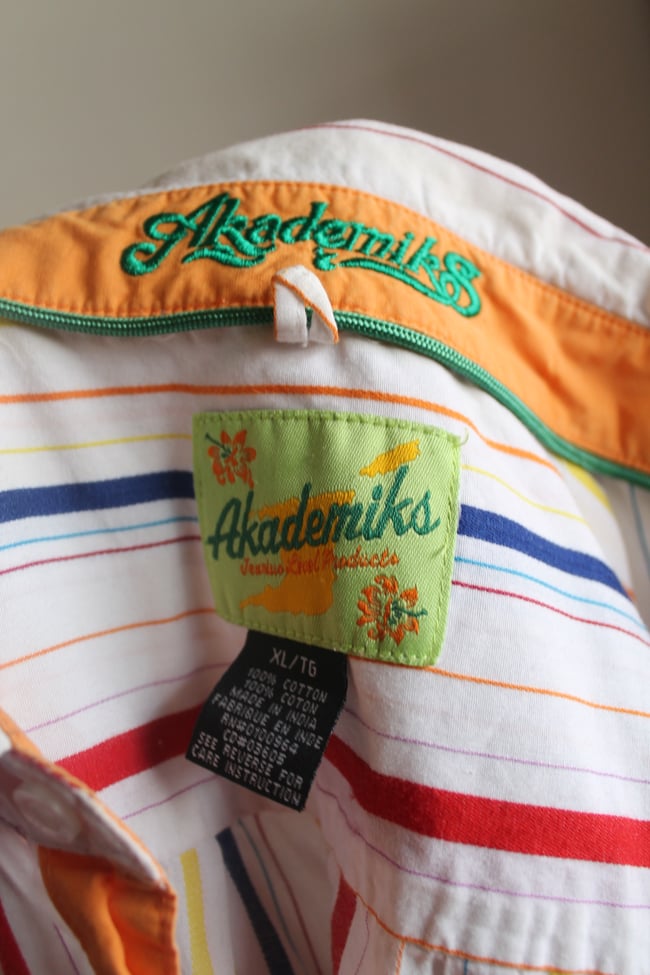 Akademiks
Akademiks
Jeanius Level Products
XL/TG
100% COTTON
100% COTON
MADE IN INDIA
FABRIQUE EN INDE
SEE REVERSE FOR
CARE INSTRUCTION